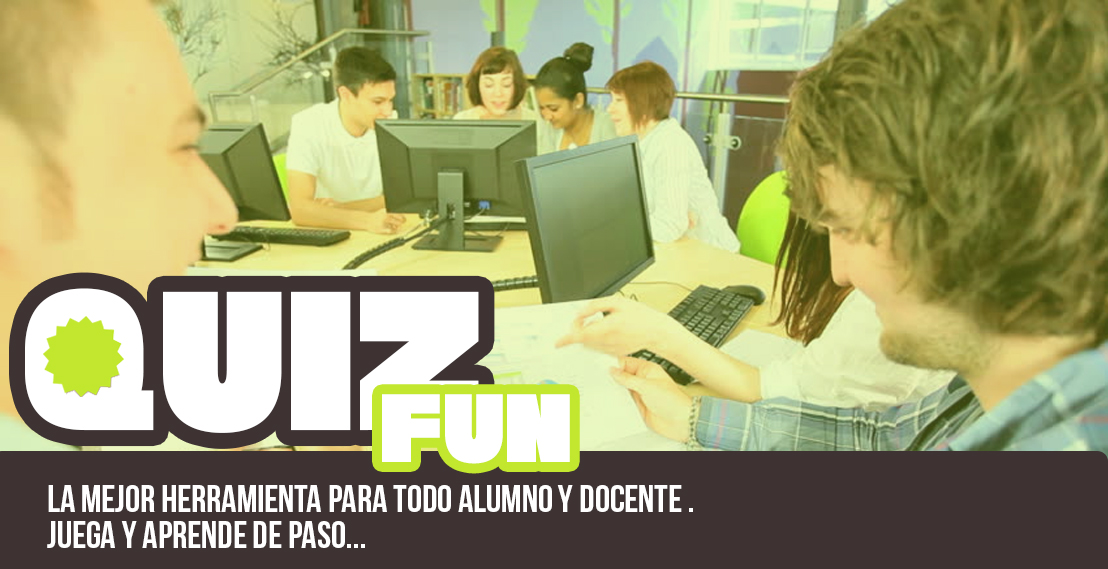 QUIZ
FUN
LA MEJOR HERRAMIENTA PARA TODO ALUMNO Y DOCENTE .
JUEGA Y APRENDE DE PASO...